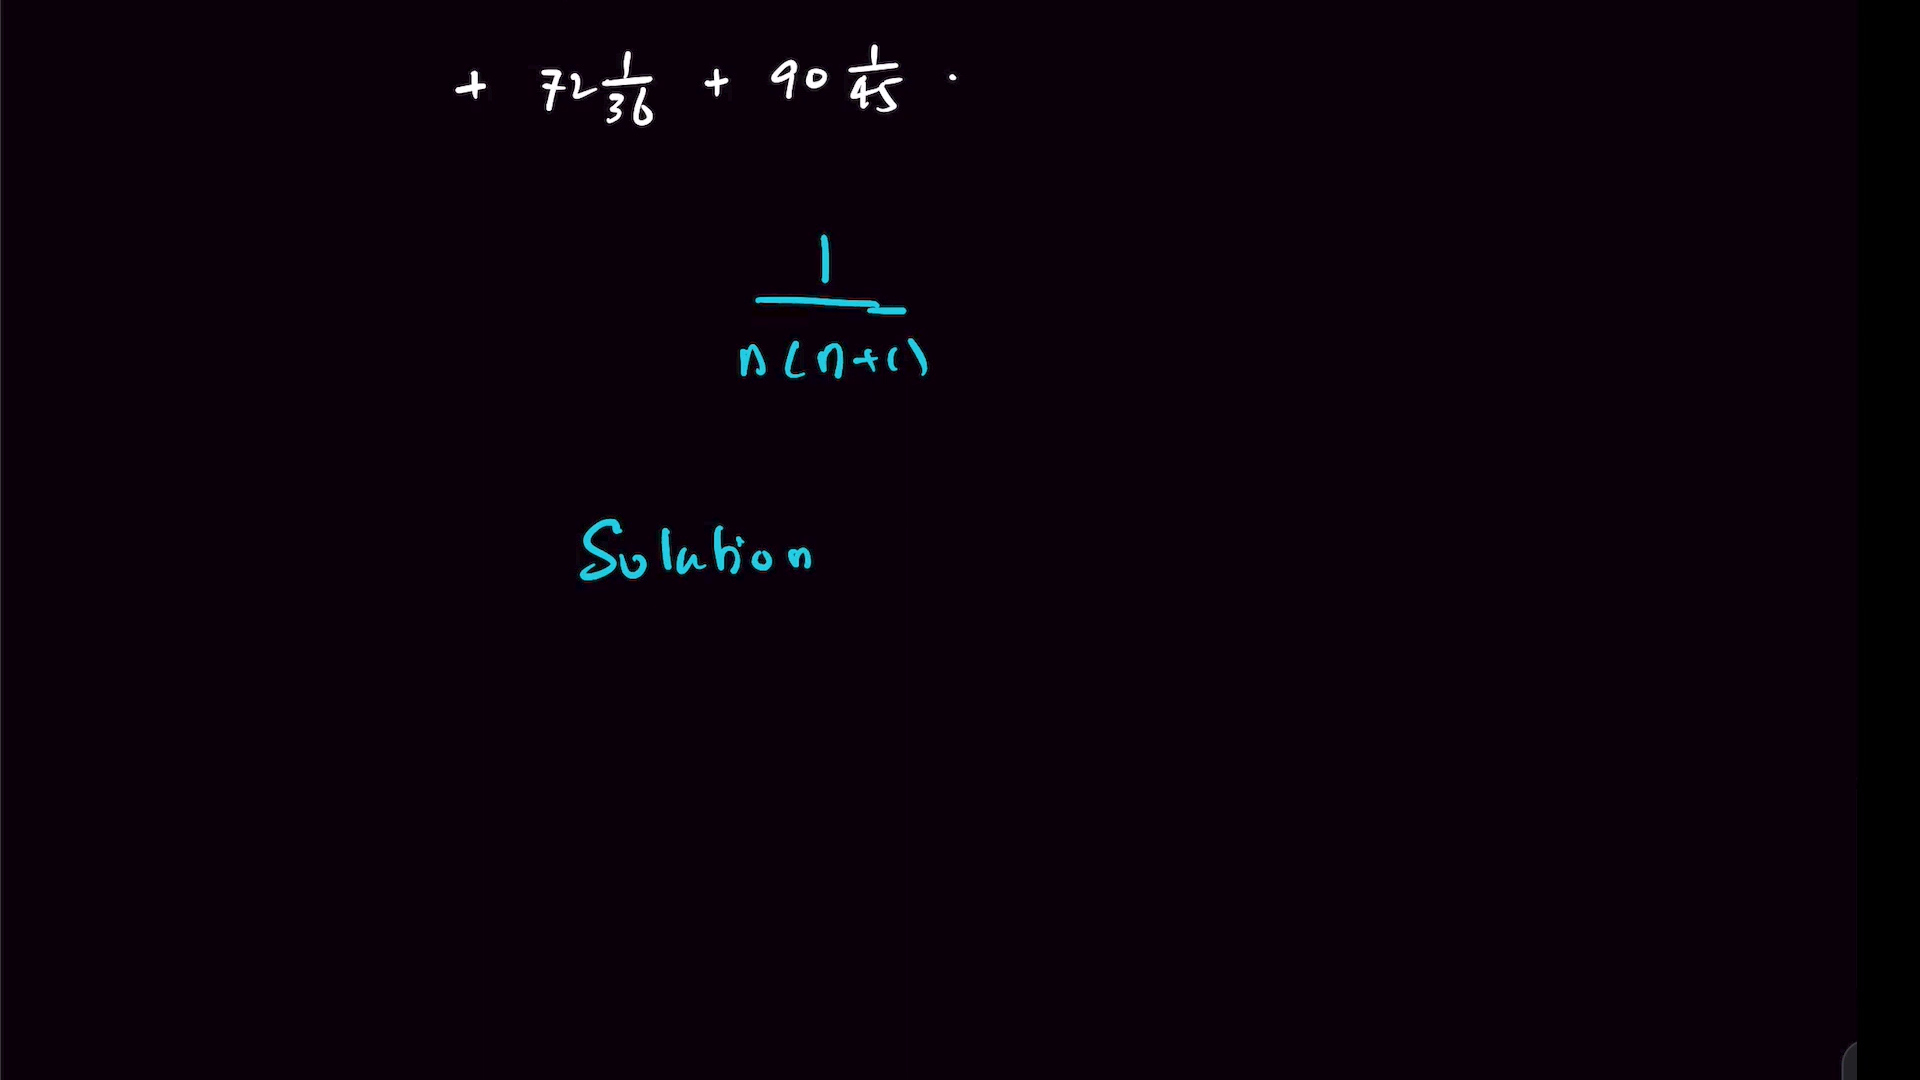 + 72 1/36 + 90 1/45 .
1
n(n+1)
Solution